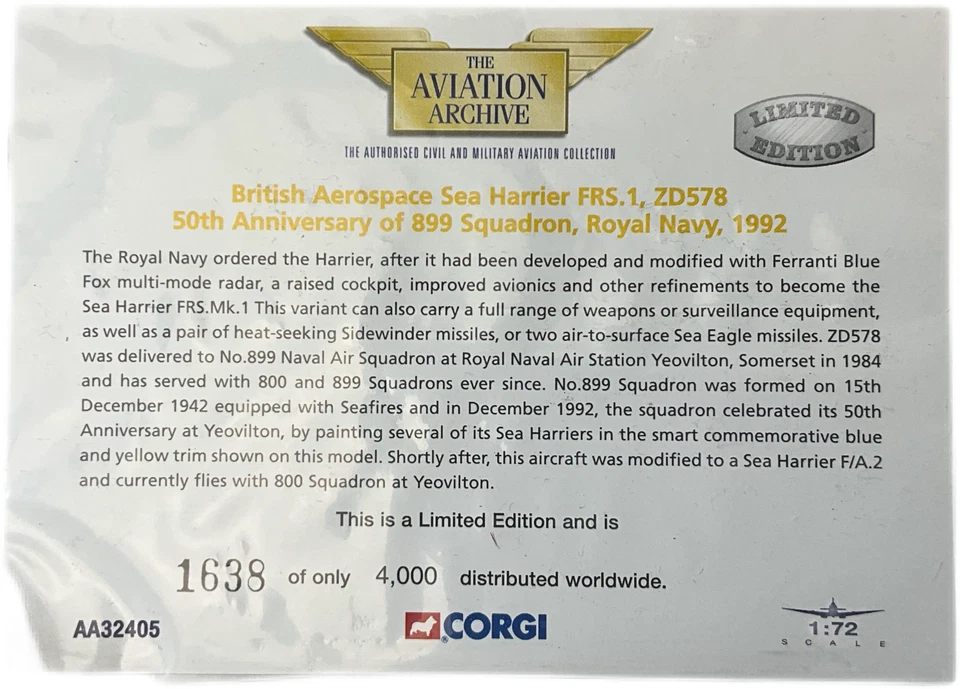 THE
AVIATION
ARCHIVE
THE AUTHORISED CIVIL AND MILITARY AVIATION COLLECTION
LIMITED
EDITION
British Aerospace Sea Harrier FRS.1, ZD578
50th Anniversary of 899 Squadron, Royal Navy, 1992
The Royal Navy ordered the Harrier, after it had been developed and modified with Ferranti Blue
Fox multi-mode radar, a raised cockpit, improved avionics and other refinements to become the
Sea Harrier FRS.Mk.1 This variant can also carry a full range of weapons or surveillance equipment,
as well as a pair of heat-seeking Sidewinder missiles, or two air-to-surface Sea Eagle missiles. ZD578
was delivered to No.899 Naval Air Squadron at Royal Naval Air Station Yeovilton, Somerset in 1984
and has served with 800 and 899 Squadrons ever since. No.899 Squadron was formed on 15th
December 1942 equipped with Seafires and in December 1992, the squadron celebrated its 50th
Anniversary at Yeovilton, by painting several of its Sea Harriers in the smart commemorative blue
and yellow trim shown on this model. Shortly after, this aircraft was modified to a Sea Harrier F/A.2
and currently flies with 800 Squadron at Yeovilton.
This is a Limited Edition and is
1638 of only 4,000 distributed worldwide.
AA32405
CORGI
1:72
SCALE